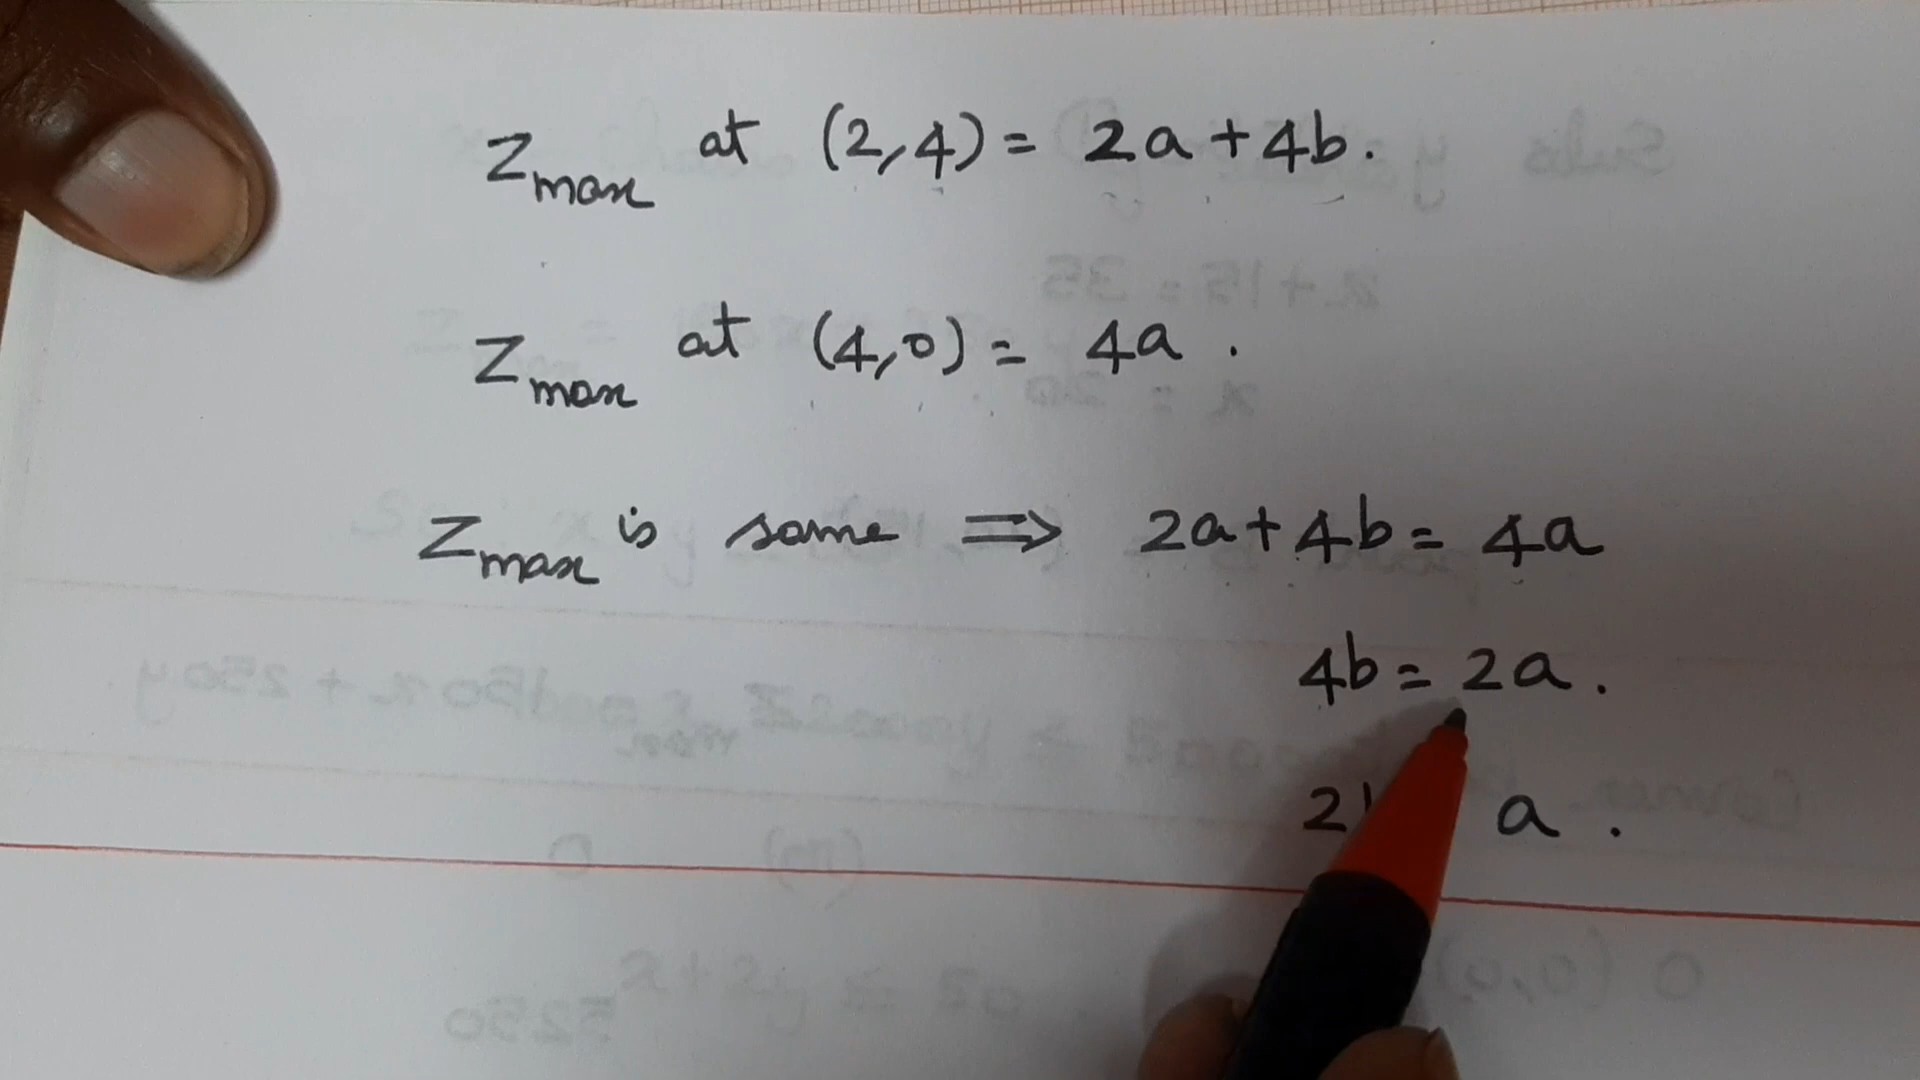 Zmax at (2,4) = 2a + 4b.
Zmax at (4,0) = 4a .
Zmax is same ⟹ 2a + 4b = 4a
4b = 2a .
2 a .